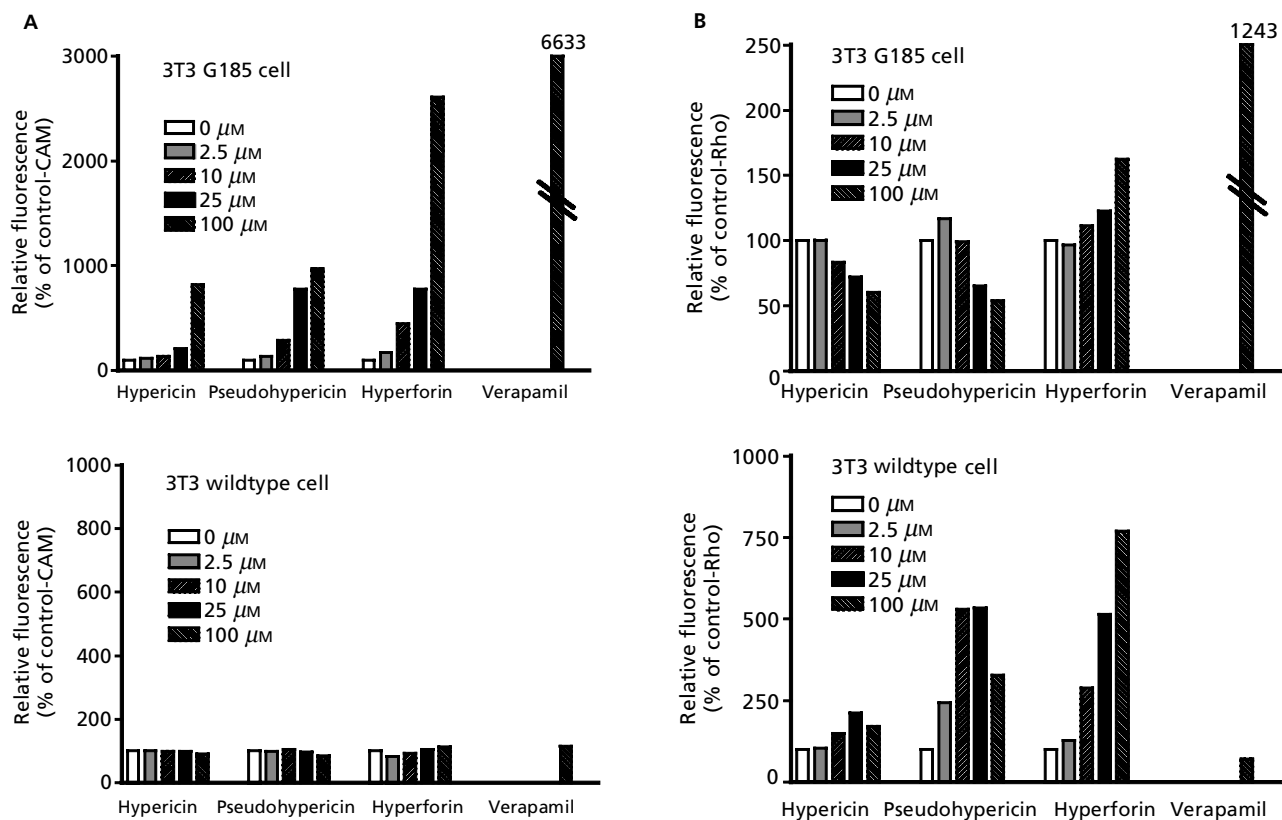 A
6633
3000
3T3 G185 cell
0 μM
2.5 μM
10 μM
25 μM
100 μM
2000
1000
0
Relative fluorescence
(% of control-CAM)
Hypericin Pseudohypericin Hyperforin Verapamil
B
1243
250
3T3 G185 cell
0 μM
2.5 μM
10 μM
25 μM
100 μM
200
150
100
50
0
Relative fluorescence
(% of control-Rho)
Hypericin Pseudohypericin Hyperforin Verapamil
1000
3T3 wildtype cell
0 μM
2.5 μM
10 μM
25 μM
100 μM
800
600
400
200
0
Relative fluorescence
(% of control-CAM)
Hypericin Pseudohypericin Hyperforin Verapamil
1000
3T3 wildtype cell
0 μM
2.5 μM
10 μM
25 μM
100 μM
750
500
250
0
Relative fluorescence
(% of control-Rho)
Hypericin Pseudohypericin Hyperforin Verapamil